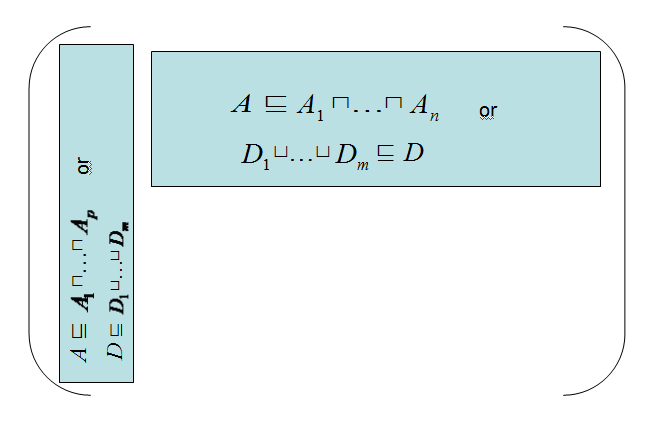 A ⊑ A₁ ⊓…⊓ Aₙ or
D₁ ⊔…⊔ Dₘ ⊑ D
A ⊑ A₁ ⊓…⊓ Aₚ or
D ⊑ D₁ ⊔…⊔ Dₘ